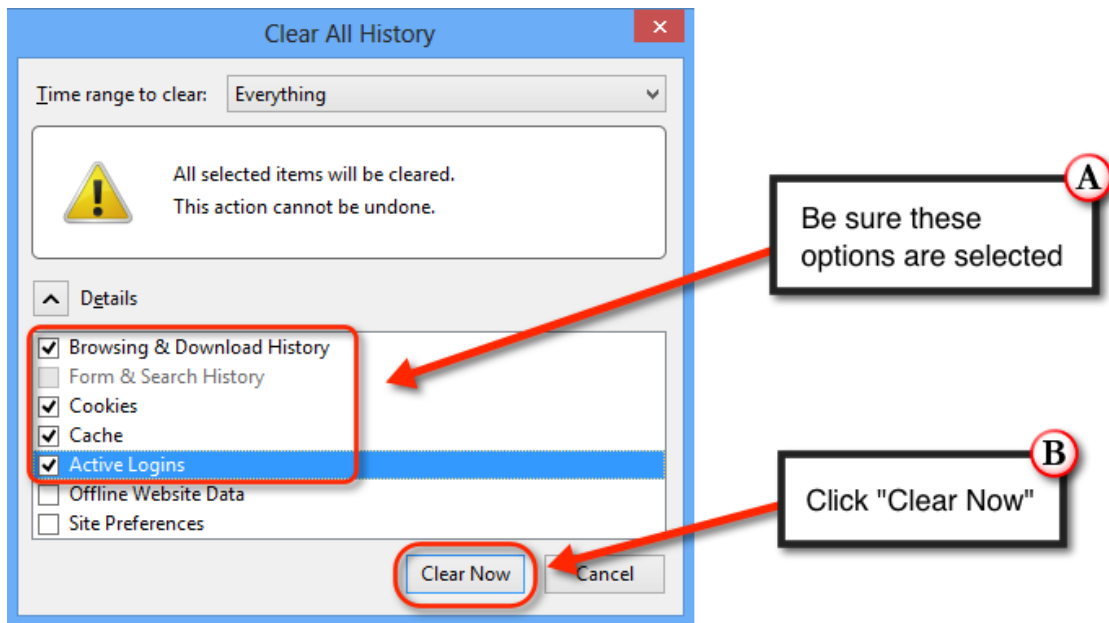 Clear All History
Time range to clear: Everything
All selected items will be cleared.
This action cannot be undone.
A
Be sure these
options are selected
Details
Browsing & Download History
Form & Search History
Cookies
Cache
Active Logins
Offline Website Data
Site Preferences
B
Click "Clear Now"
Clear Now
Cancel